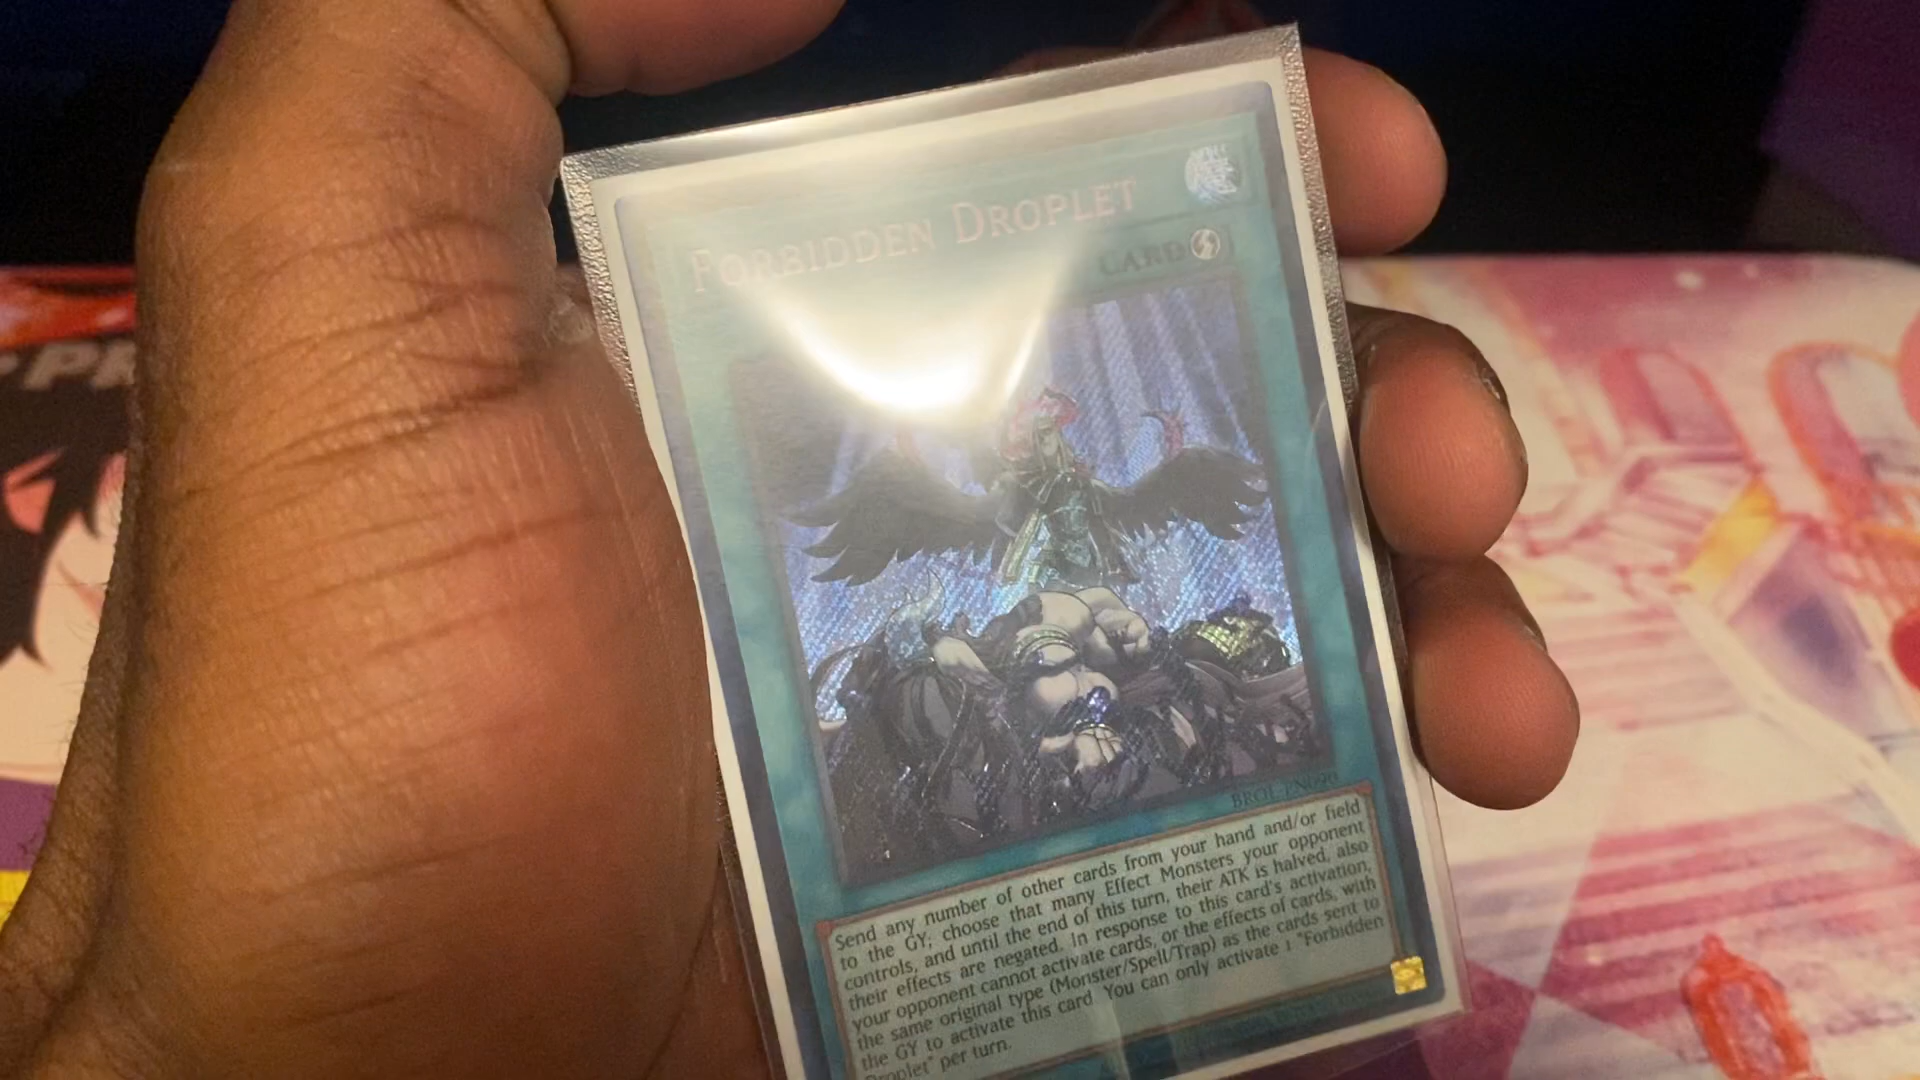 FORBIDDEN DROPLET
CARD
BROL-EN090
Send any number of other cards from your hand and/or field
to the GY; choose that many Effect Monsters your opponent
controls, and until the end of this turn, their ATK is halved, also
their effects are negated. In response to this card's activation,
your opponent cannot activate cards, or the effects of cards, with
the same original type (Monster/Spell/Trap) as the cards sent to
the GY to activate this card. You can only activate 1 "Forbidden
Droplet" per turn.